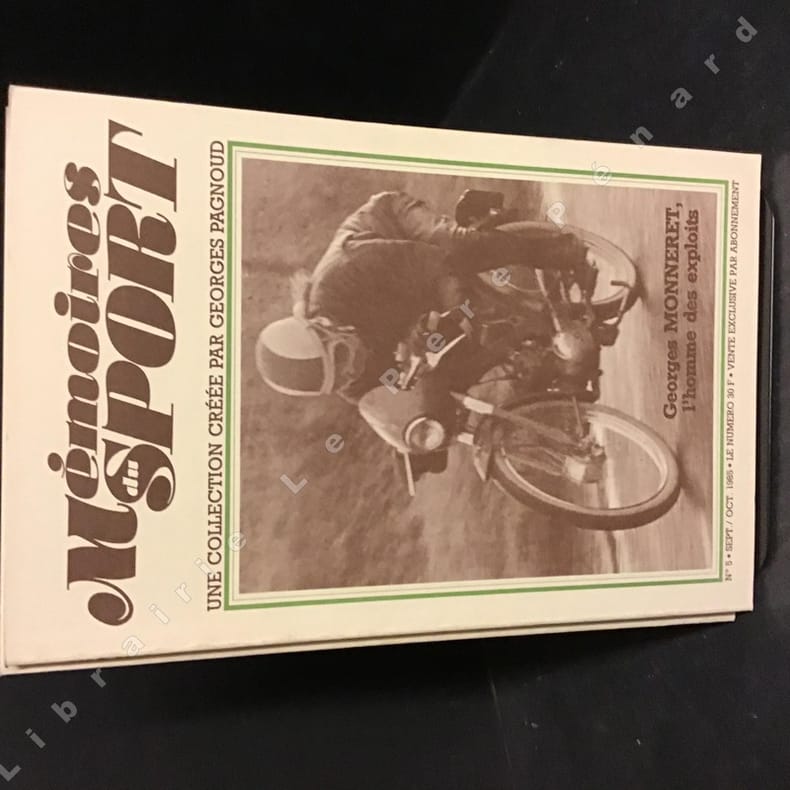 Mémoires
du SPORT
UNE COLLECTION CRÉÉE PAR GEORGES PAGNOUD
Georges MONNERET,
l'homme des exploits
N° 5 • SEPT. / OCT. 1985 • LE NUMERO 30 F • VENTE EXCLUSIVE PAR ABONNEMENT
Librairie Le Père Pénard